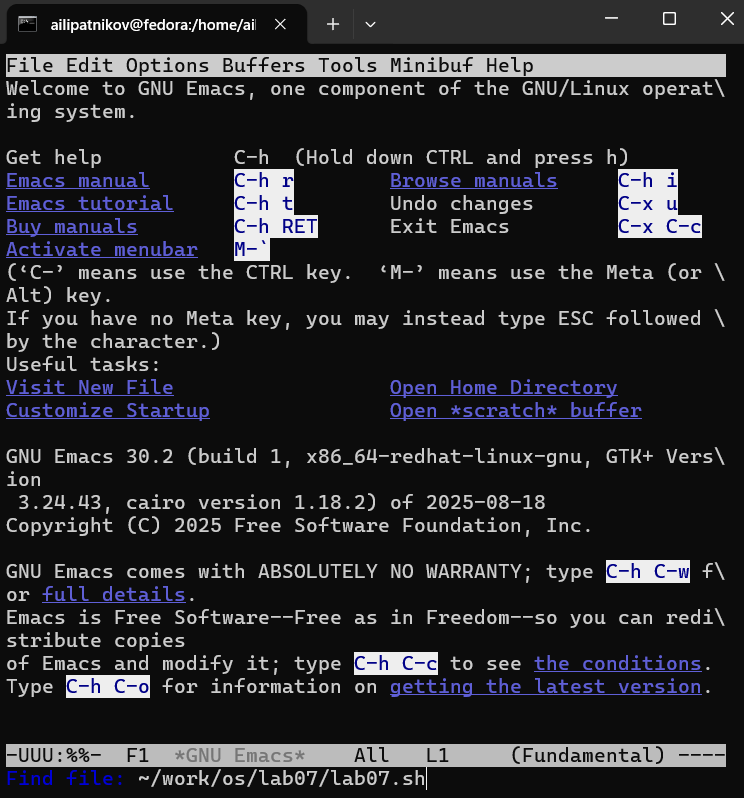 ailipatnikov@fedora:/home/ail
File Edit Options Buffers Tools Minibuf Help
Welcome to GNU Emacs, one component of the GNU/Linux operat\
ing system.
Get help           C-h  (Hold down CTRL and press h)
Emacs manual       C-h r        Browse manuals     C-h i
Emacs tutorial     C-h t        Undo changes       C-x u
Buy manuals        C-h RET      Exit Emacs         C-x C-c
Activate menubar   M-`
(‘C-’ means use the CTRL key.  ‘M-’ means use the Meta (or \
Alt) key.
If you have no Meta key, you may instead type ESC followed \
by the character.)
Useful tasks:
Visit New File                  Open Home Directory
Customize Startup               Open *scratch* buffer
GNU Emacs 30.2 (build 1, x86_64-redhat-linux-gnu, GTK+ Vers\
ion
 3.24.43, cairo version 1.18.2) of 2025-08-18
Copyright (C) 2025 Free Software Foundation, Inc.
GNU Emacs comes with ABSOLUTELY NO WARRANTY; type C-h C-w f\
or full details.
Emacs is Free Software--Free as in Freedom--so you can redi\
stribute copies
of Emacs and modify it; type C-h C-c to see the conditions.
Type C-h C-o for information on getting the latest version.
-UUU:%%-  F1  *GNU Emacs*    All   L1     (Fundamental) ----
Find file: ~/work/os/lab07/lab07.sh